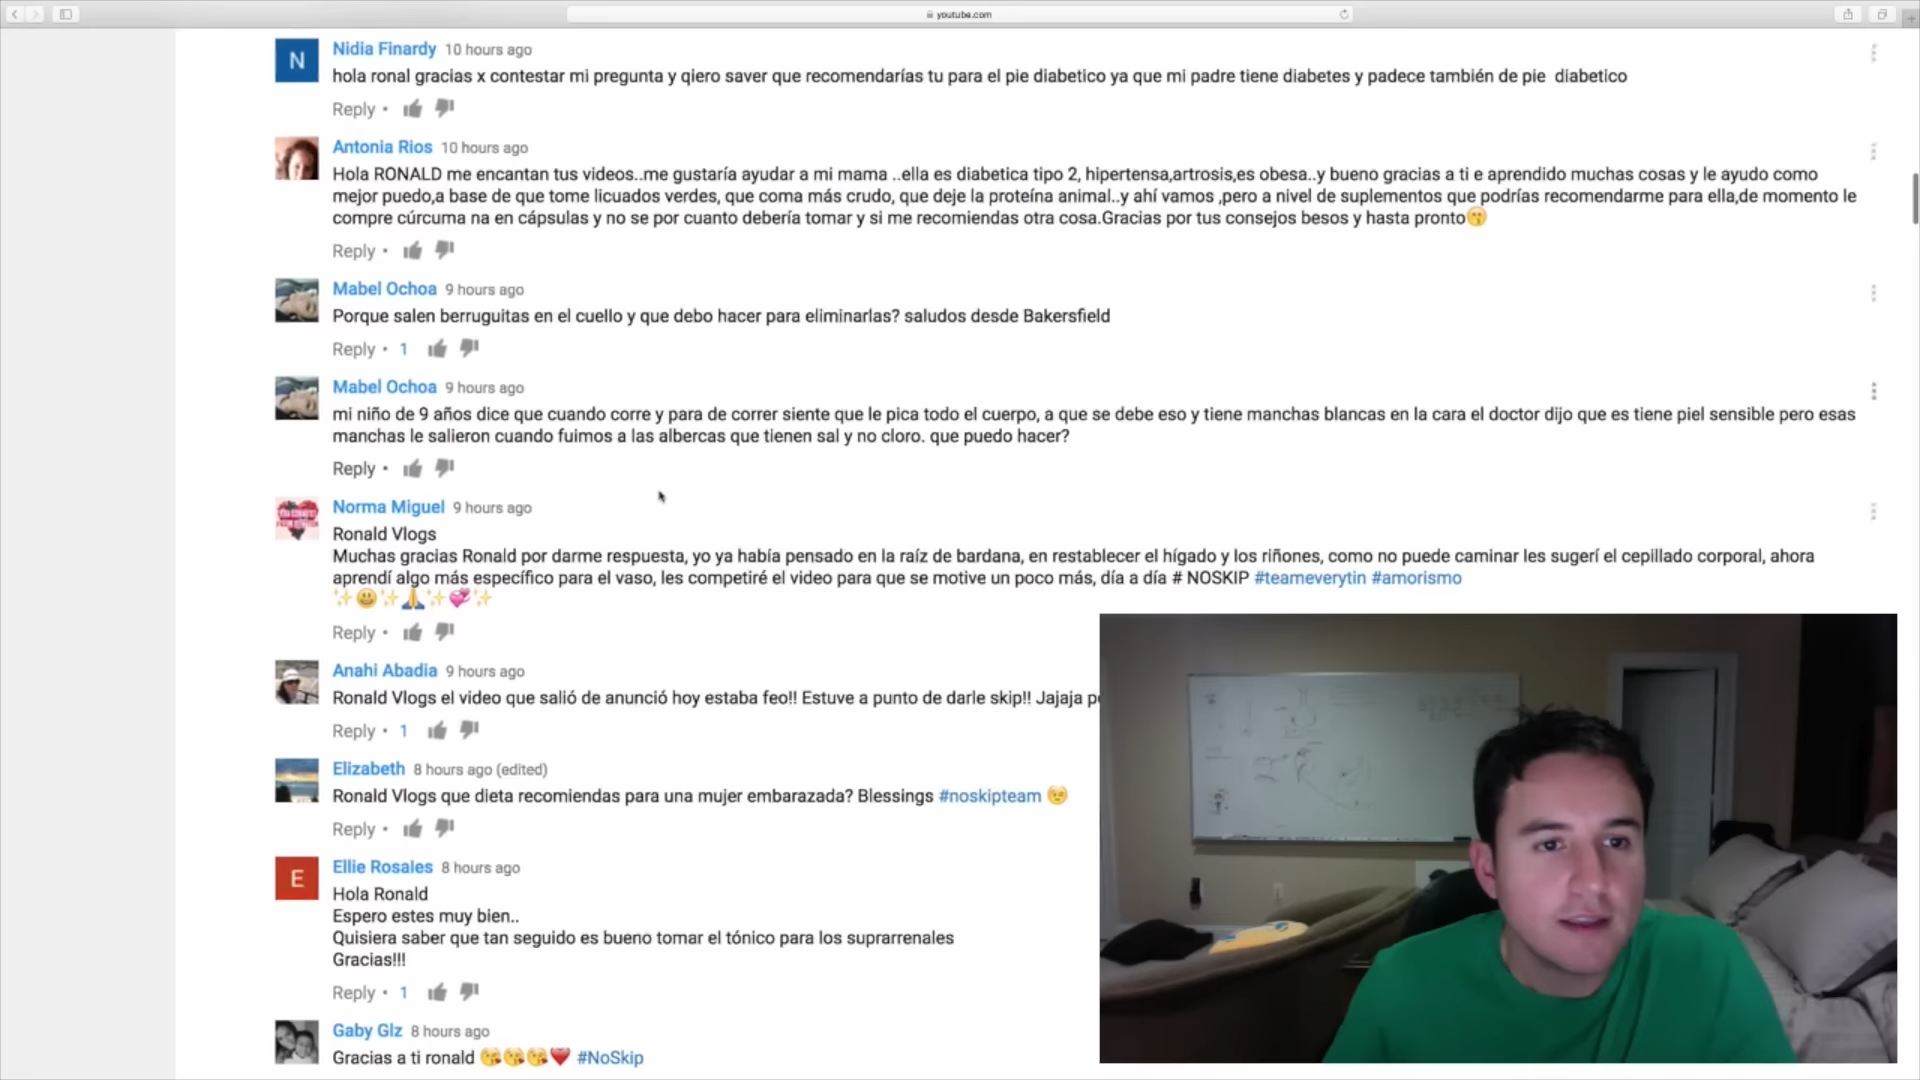 youtube.com
N
Nidia Finardy 10 hours ago
hola ronal gracias x contestar mi pregunta y qiero saver que recomendarías tu para el pie diabetico ya que mi padre tiene diabetes y padece también de pie diabetico
Reply •
Antonia Rios 10 hours ago
Hola RONALD me encantan tus videos..me gustaría ayudar a mi mama ..ella es diabetica tipo 2, hipertensa,artrosis,es obesa..y bueno gracias a ti e aprendido muchas cosas y le ayudo como
mejor puedo,a base de que tome licuados verdes, que coma más crudo, que deje la proteína animal..y ahí vamos ,pero a nivel de suplementos que podrías recomendarme para ella,de momento le
compre cúrcuma na en cápsulas y no se por cuanto debería tomar y si me recomiendas otra cosa.Gracias por tus consejos besos y hasta pronto😙
Reply •
Mabel Ochoa 9 hours ago
Porque salen berruguitas en el cuello y que debo hacer para eliminarlas? saludos desde Bakersfield
Reply • 1
Mabel Ochoa 9 hours ago
mi niño de 9 años dice que cuando corre y para de correr siente que le pica todo el cuerpo, a que se debe eso y tiene manchas blancas en la cara el doctor dijo que es tiene piel sensible pero esas
manchas le salieron cuando fuimos a las albercas que tienen sal y no cloro. que puedo hacer?
Reply •
Norma Miguel 9 hours ago
Ronald Vlogs
Muchas gracias Ronald por darme respuesta, yo ya había pensado en la raíz de bardana, en restablecer el hígado y los riñones, como no puede caminar les sugerí el cepillado corporal, ahora
aprendí algo más específico para el vaso, les competiré el video para que se motive un poco más, día a día # NOSKIP #teameverytin #amorismo
✨😃✨🙏✨💞✨
Reply •
Anahi Abadia 9 hours ago
Ronald Vlogs el video que salió de anunció hoy estaba feo!! Estuve a punto de darle skip!! Jajaja p
Reply • 1
Elizabeth 8 hours ago (edited)
Ronald Vlogs que dieta recomiendas para una mujer embarazada? Blessings #noskipteam 😉
Reply •
E
Ellie Rosales 8 hours ago
Hola Ronald
Espero estes muy bien..
Quisiera saber que tan seguido es bueno tomar el tónico para los suprarrenales
Gracias!!!
Reply • 1
Gaby Glz 8 hours ago
Gracias a ti ronald 😘😘😘❤ #NoSkip